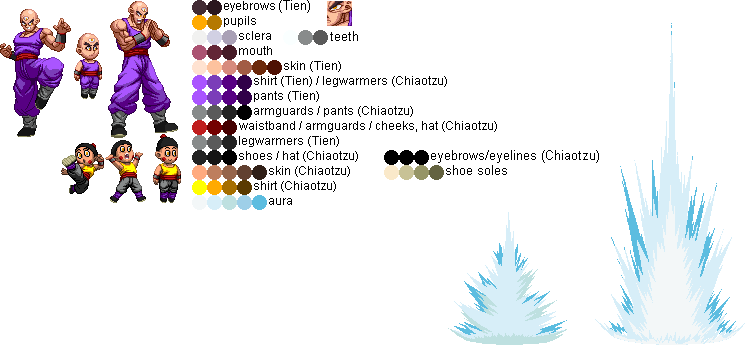 eyebrows (Tien)
pupils
sclera teeth
mouth
skin (Tien)
shirt (Tien) / legwarmers (Chiaotzu)
pants (Tien)
armguards / pants (Chiaotzu)
waistband / armguards / cheeks, hat (Chiaotzu)
legwarmers (Tien)
shoes / hat (Chiaotzu) eyebrows/eyelines (Chiaotzu)
skin (Chiaotzu) shoe soles
shirt (Chiaotzu)
aura